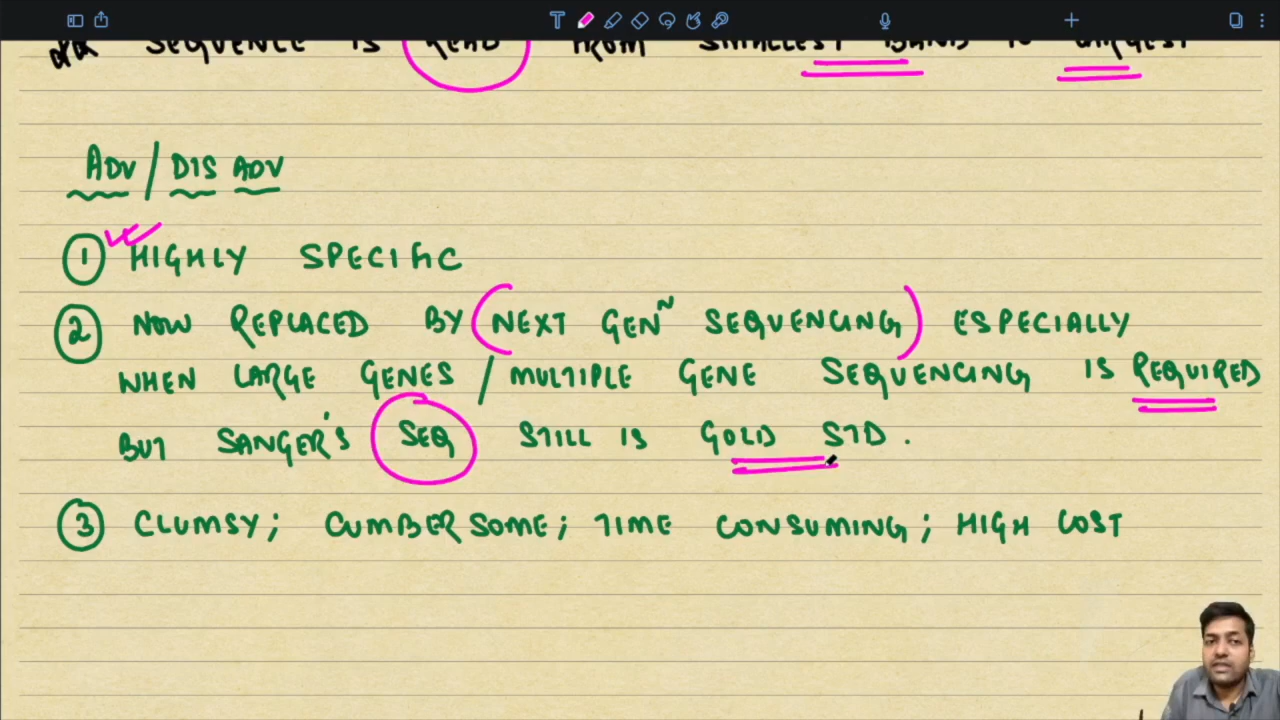 SEQUENCE IS READ FROM SMALLEST BAND TO LARGEST
ADV / DIS ADV
① HIGHLY SPECIFIC
② NOW REPLACED BY (NEXT GENⁿ SEQUENCING) ESPECIALLY
WHEN LARGE GENES / MULTIPLE GENE SEQUENCING IS REQUIRED
BUT SANGER'S SEQ STILL IS GOLD STD.
③ CLUMSY; CUMBERSOME; TIME CONSUMING; HIGH COST